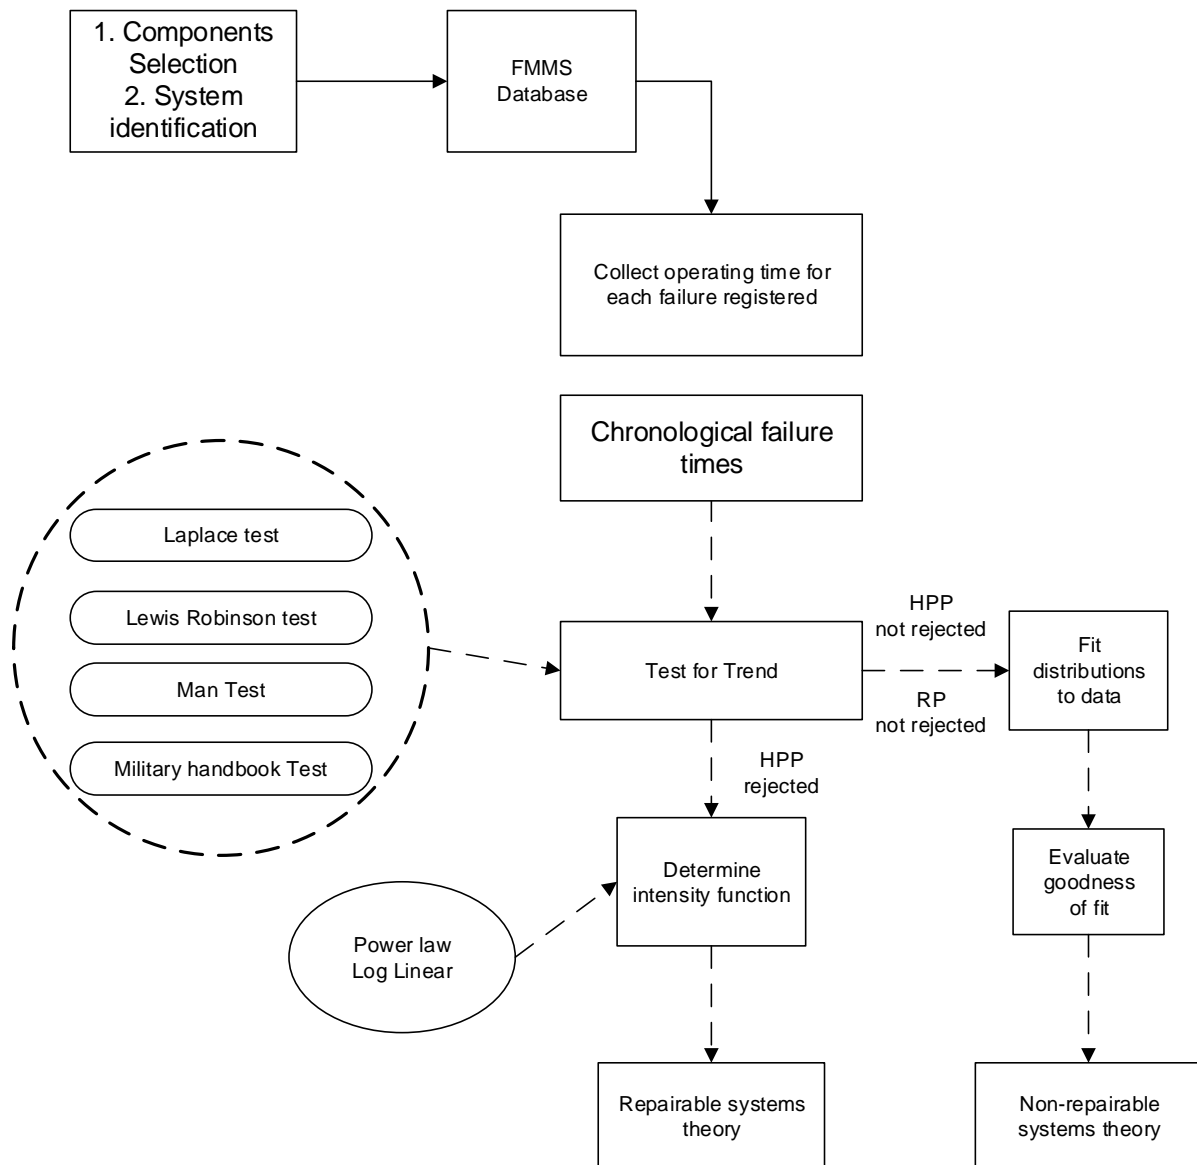 1. Components
Selection
2. System
identification
FMMS
Database
Collect operating time for
each failure registered
Chronological failure
times
Laplace test
Lewis Robinson test
Man Test
Military handbook Test
Test for Trend
HPP
not rejected
RP
not rejected
Fit
distributions
to data
HPP
rejected
Determine
intensity function
Evaluate
goodness
of fit
Power law
Log Linear
Repairable systems
theory
Non-repairable
systems theory